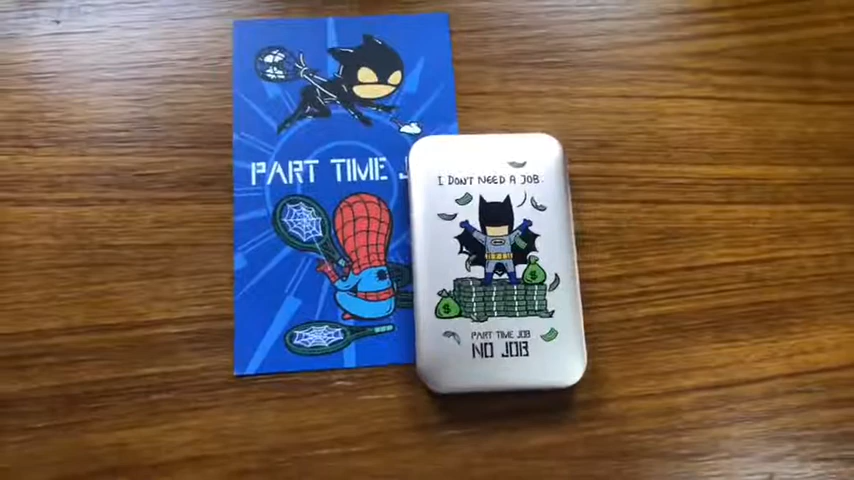 PART TIME J
I DON'T NEED A JOB.
PART TIME JOB
NO JOB